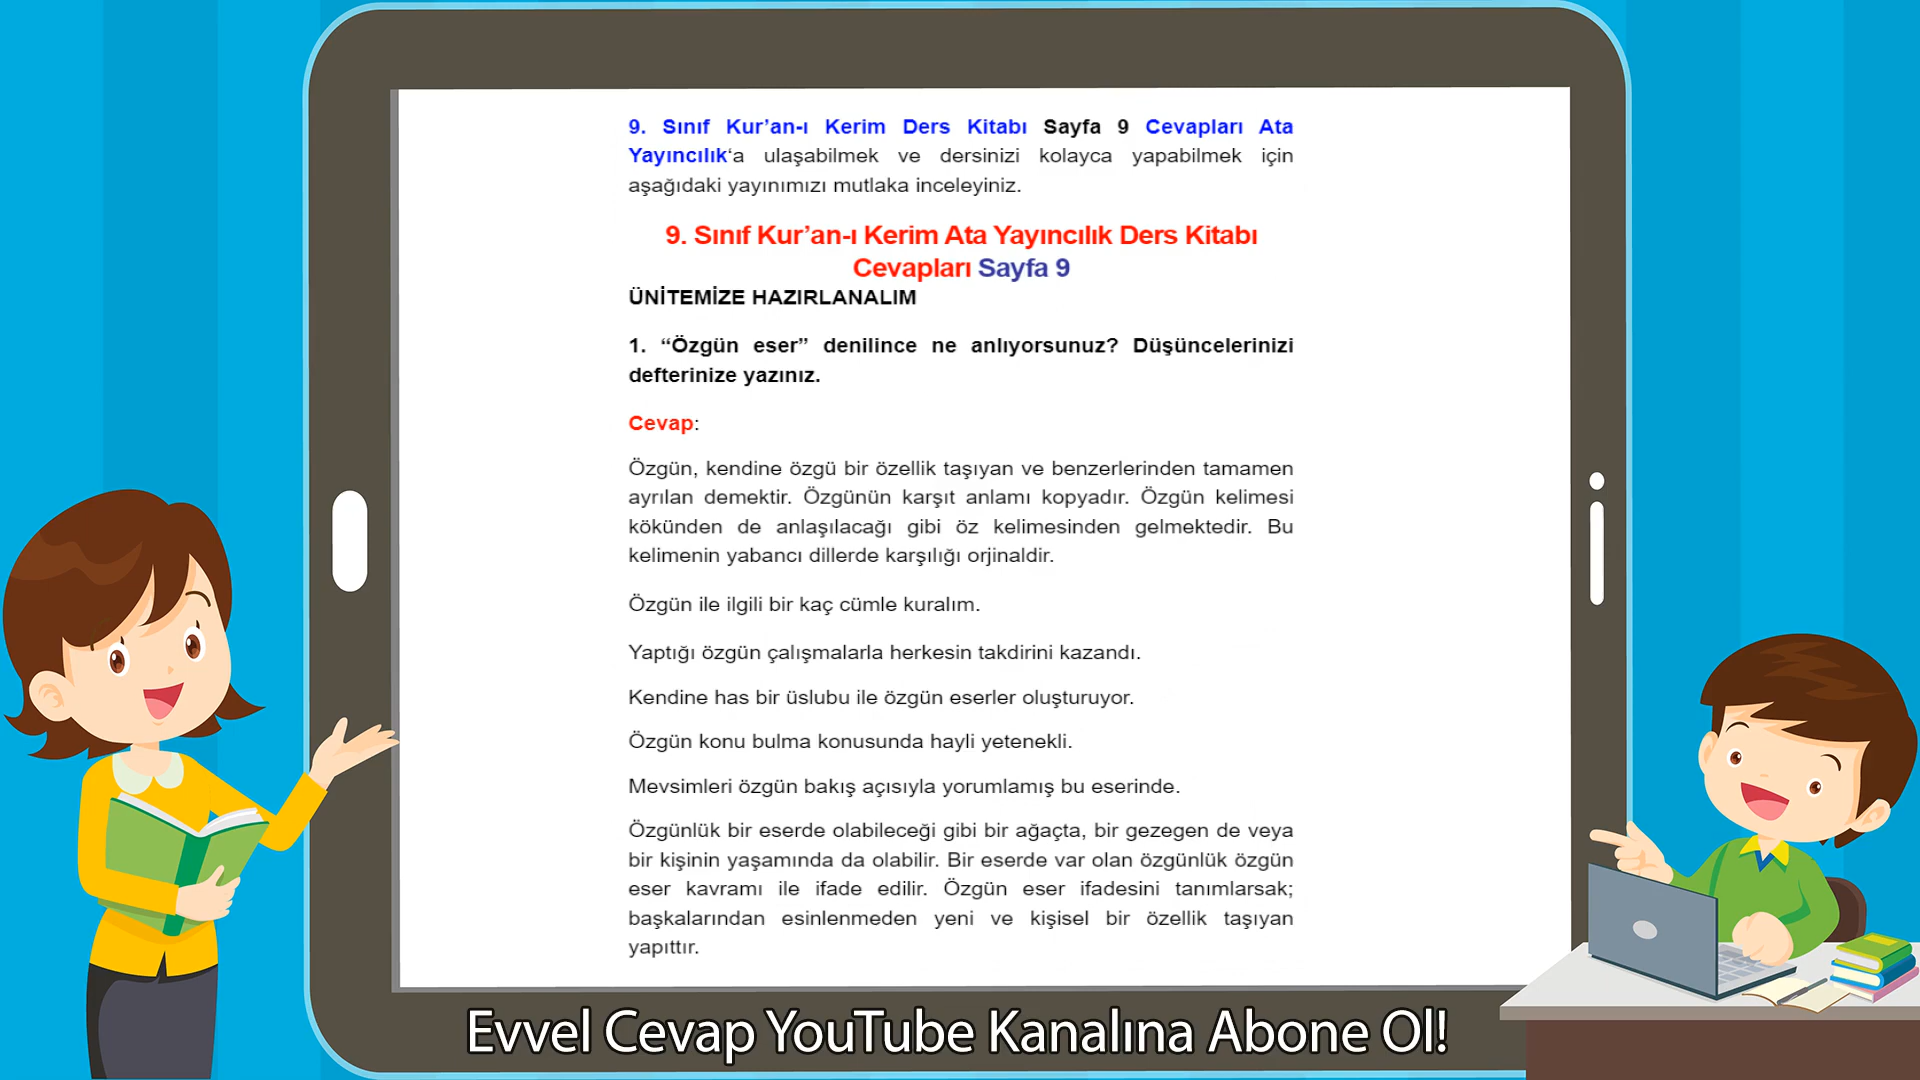 9. Sınıf Kur’an-ı Kerim Ders Kitabı Sayfa 9 Cevapları Ata
Yayıncılık‘a ulaşabilmek ve dersinizi kolayca yapabilmek için
aşağıdaki yayınımızı mutlaka inceleyiniz.
9. Sınıf Kur’an-ı Kerim Ata Yayıncılık Ders Kitabı
Cevapları Sayfa 9
ÜNİTEMİZE HAZIRLANALIM
1. “Özgün eser” denilince ne anlıyorsunuz? Düşüncelerinizi
defterinize yazınız.
Cevap:
Özgün, kendine özgü bir özellik taşıyan ve benzerlerinden tamamen
ayrılan demektir. Özgünün karşıt anlamı kopyadır. Özgün kelimesi
kökünden de anlaşılacağı gibi öz kelimesinden gelmektedir. Bu
kelimenin yabancı dillerde karşılığı orjinaldir.
Özgün ile ilgili bir kaç cümle kuralım.
Yaptığı özgün çalışmalarla herkesin takdirini kazandı.
Kendine has bir üslubu ile özgün eserler oluşturuyor.
Özgün konu bulma konusunda hayli yetenekli.
Mevsimleri özgün bakış açısıyla yorumlamış bu eserinde.
Özgünlük bir eserde olabileceği gibi bir ağaçta, bir gezegen de veya
bir kişinin yaşamında da olabilir. Bir eserde var olan özgünlük özgün
eser kavramı ile ifade edilir. Özgün eser ifadesini tanımlarsak;
başkalarından esinlenmeden yeni ve kişisel bir özellik taşıyan
yapıttır.
Evvel Cevap YouTube Kanalına Abone Ol!